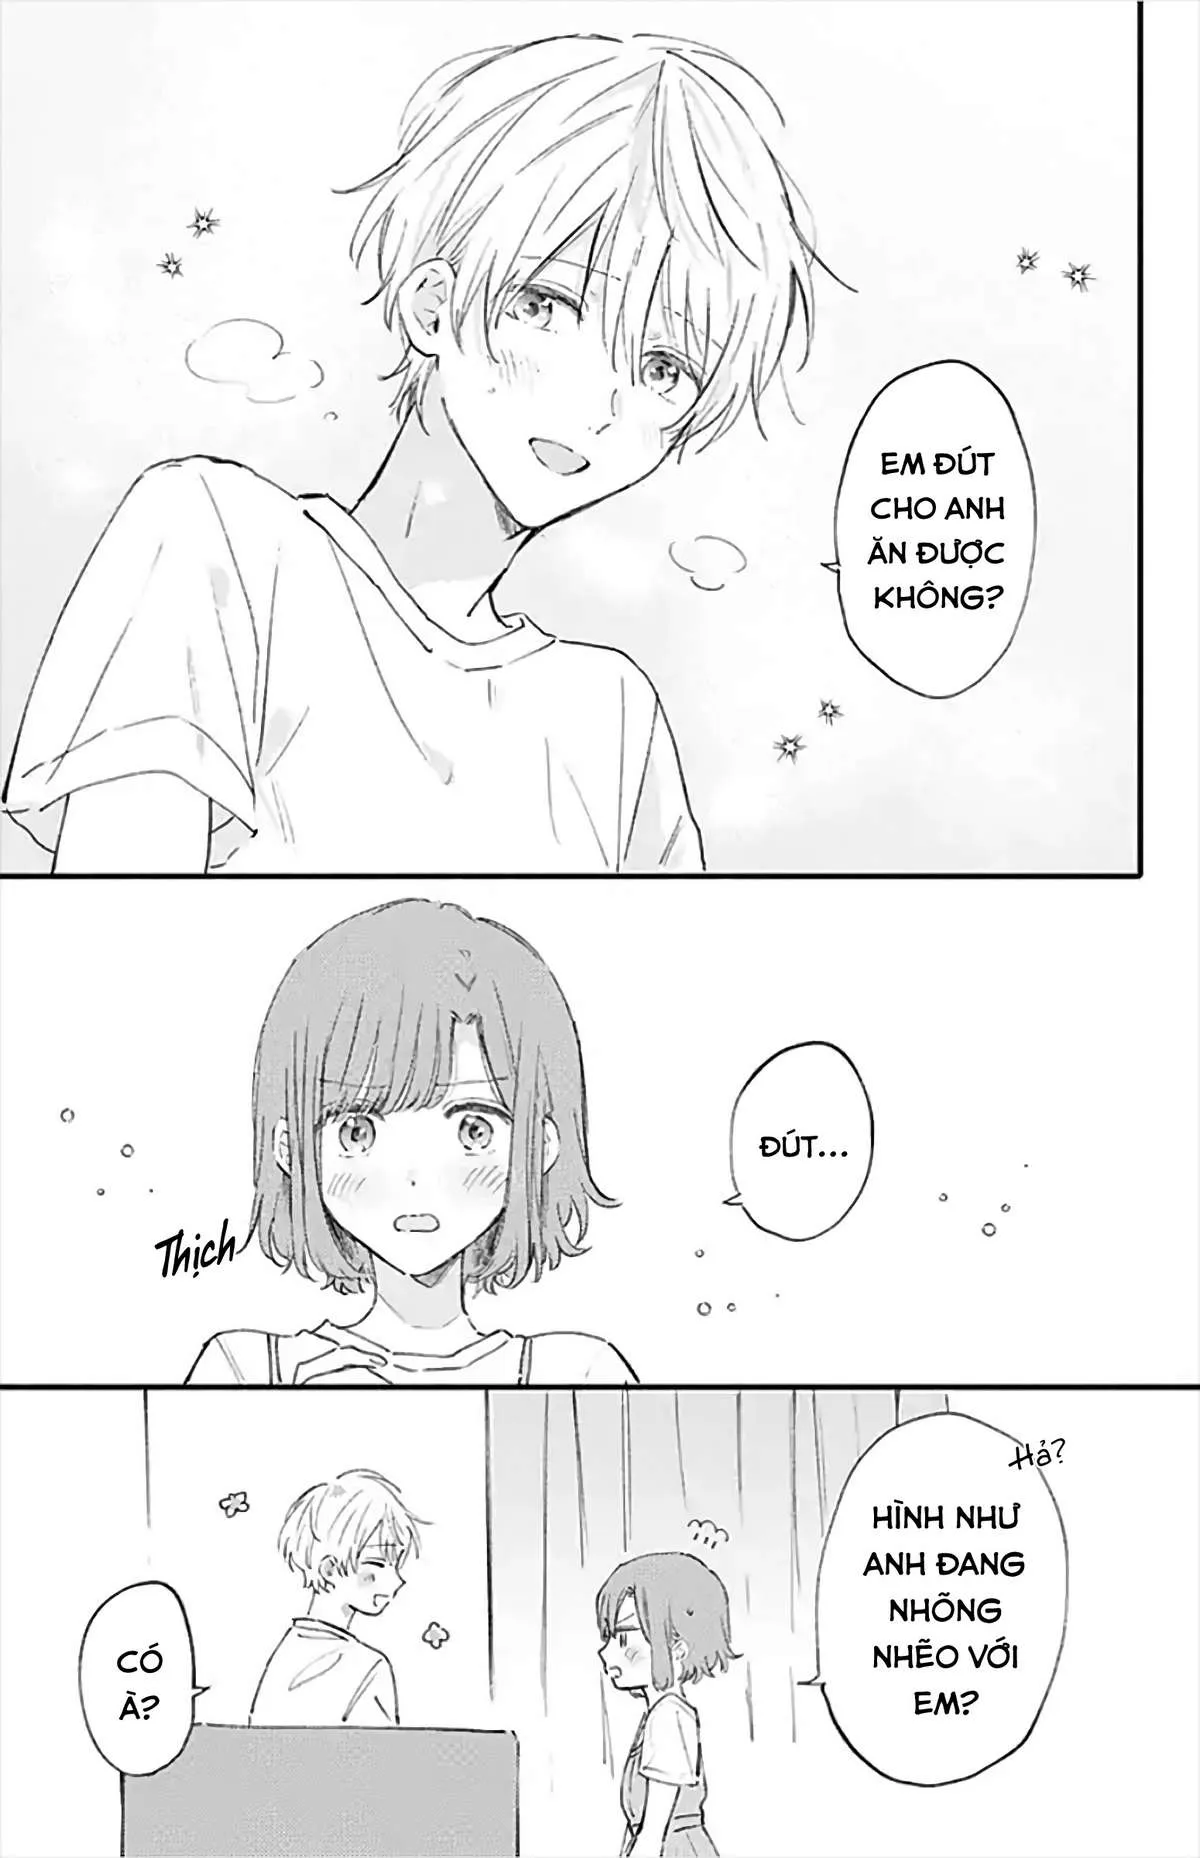 EM ĐÚT
CHO ANH
ĂN ĐƯỢC
KHÔNG?
ĐÚT...
Thịch
Hả?
HÌNH NHƯ
ANH ĐANG
NHÕNG
NHẼO VỚI
EM?
CÓ
À?